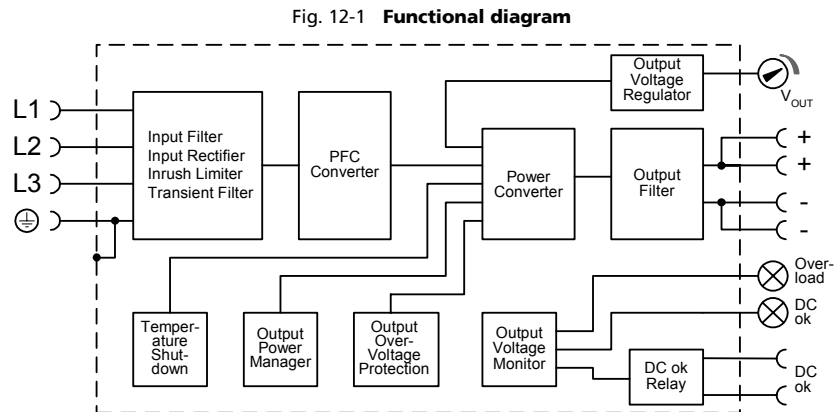 Fig. 12-1 Functional diagram
Output
Voltage
Regulator
VOUT
L1
L2
L3
Input Filter
Input Rectifier
Inrush Limiter
Transient Filter
PFC
Converter
Power
Converter
Output
Filter
+
+
-
-
Over-
load
DC
ok
Temper-
ature
Shut-
down
Output
Power
Manager
Output
Over-
Voltage
Protection
Output
Voltage
Monitor
DC ok
Relay
DC
ok